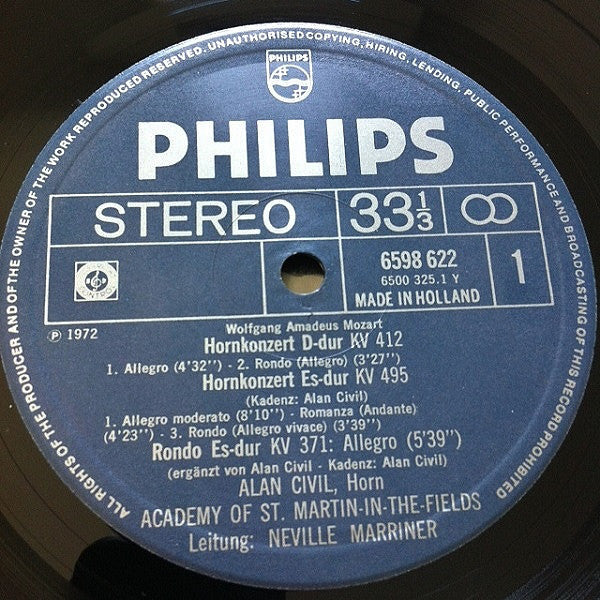 ALL RIGHTS OF THE PRODUCER AND OF THE OWNER OF THE WORK REPRODUCED RESERVED. UNAUTHORISED COPYING, HIRING, LENDING, PUBLIC PERFORMANCE AND BROADCASTING OF THIS RECORD PROHIBITED
PHILIPS
PHILIPS
STEREO
33 1/3
6598 622
6500 325.1 Y
MADE IN HOLLAND
1
Ⓟ 1972
Wolfgang Amadeus Mozart
Hornkonzert D-dur KV 412
1. Allegro (4'32'') - 2. Rondo (Allegro) (3'27'')
Hornkonzert Es-dur KV 495
(Kadenz: Alan Civil)
1. Allegro moderato (8'10'') - Romanza (Andante)
(4'23'') - 3. Rondo (Allegro vivace) (3'39'')
Rondo Es-dur KV 371: Allegro (5'39'')
(ergänzt von Alan Civil - Kadenz: Alan Civil)
ALAN CIVIL, Horn
ACADEMY OF ST. MARTIN-IN-THE-FIELDS
Leitung: NEVILLE MARRINER